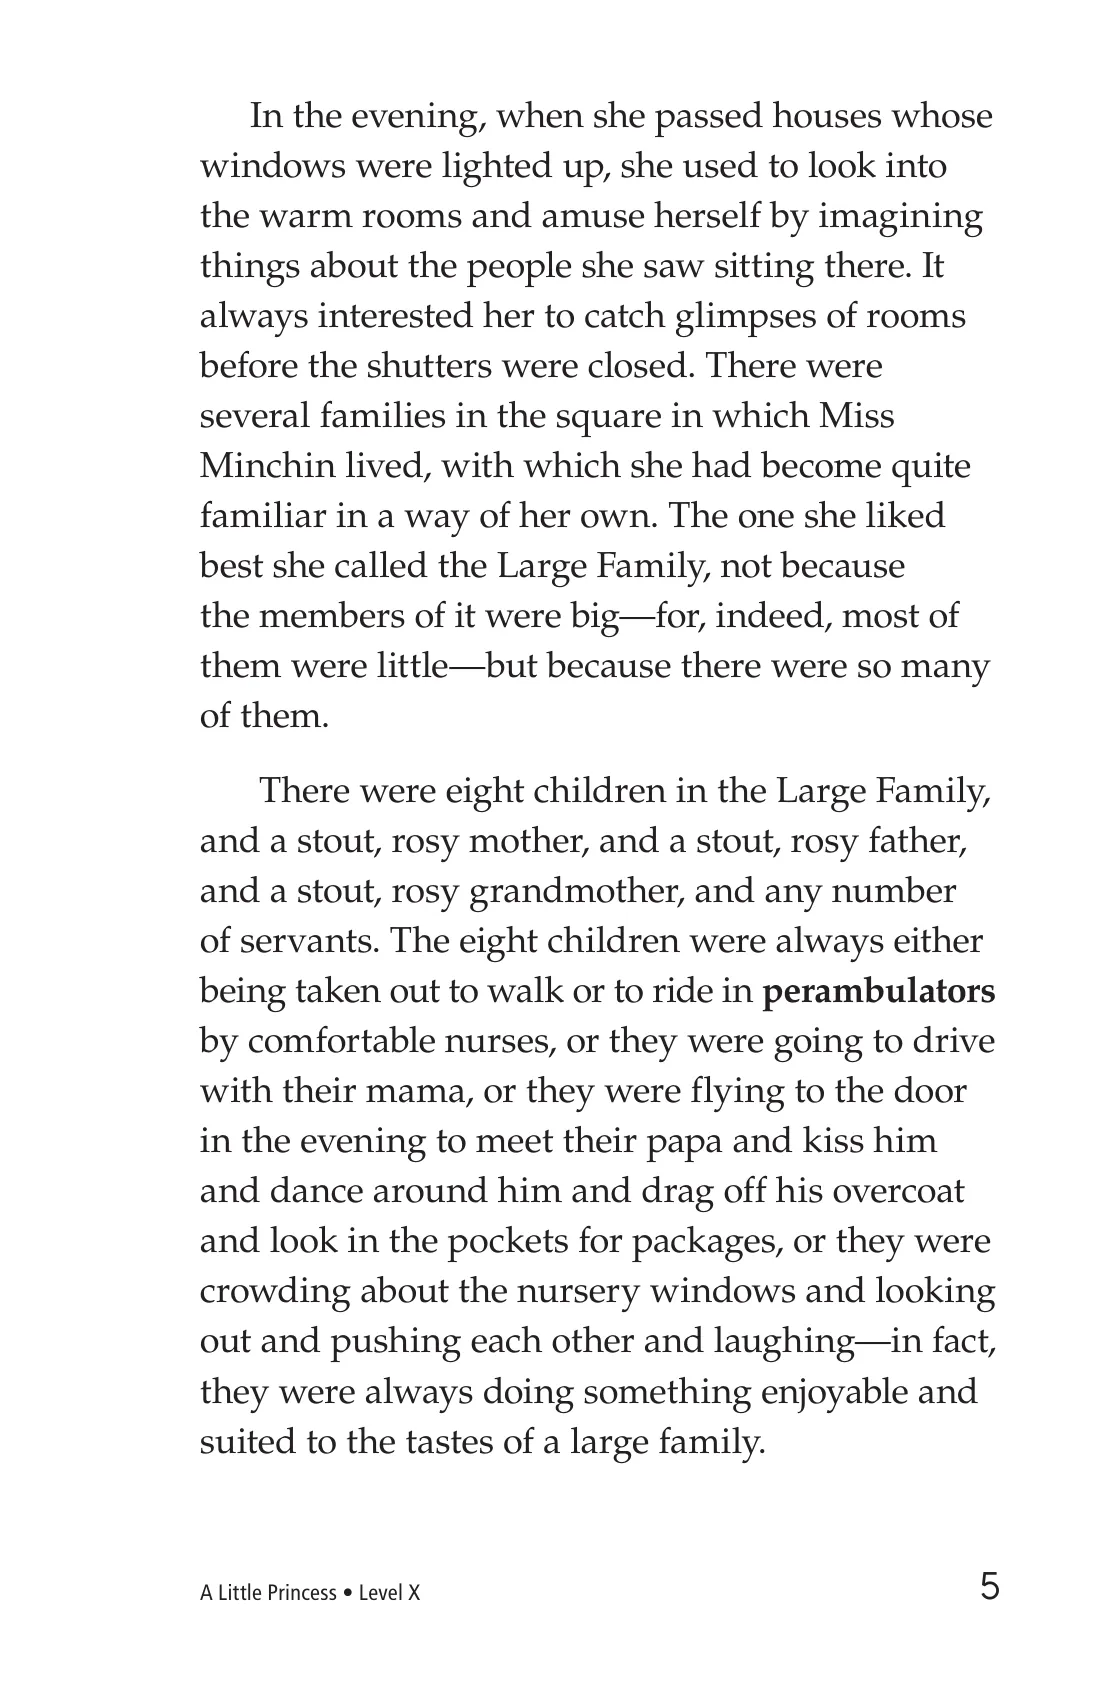 In the evening, when she passed houses whose
windows were lighted up, she used to look into
the warm rooms and amuse herself by imagining
things about the people she saw sitting there. It
always interested her to catch glimpses of rooms
before the shutters were closed. There were
several families in the square in which Miss
Minchin lived, with which she had become quite
familiar in a way of her own. The one she liked
best she called the Large Family, not because
the members of it were big—for, indeed, most of
them were little—but because there were so many
of them.
There were eight children in the Large Family,
and a stout, rosy mother, and a stout, rosy father,
and a stout, rosy grandmother, and any number
of servants. The eight children were always either
being taken out to walk or to ride in perambulators
by comfortable nurses, or they were going to drive
with their mama, or they were flying to the door
in the evening to meet their papa and kiss him
and dance around him and drag off his overcoat
and look in the pockets for packages, or they were
crowding about the nursery windows and looking
out and pushing each other and laughing—in fact,
they were always doing something enjoyable and
suited to the tastes of a large family.
A Little Princess • Level X
5